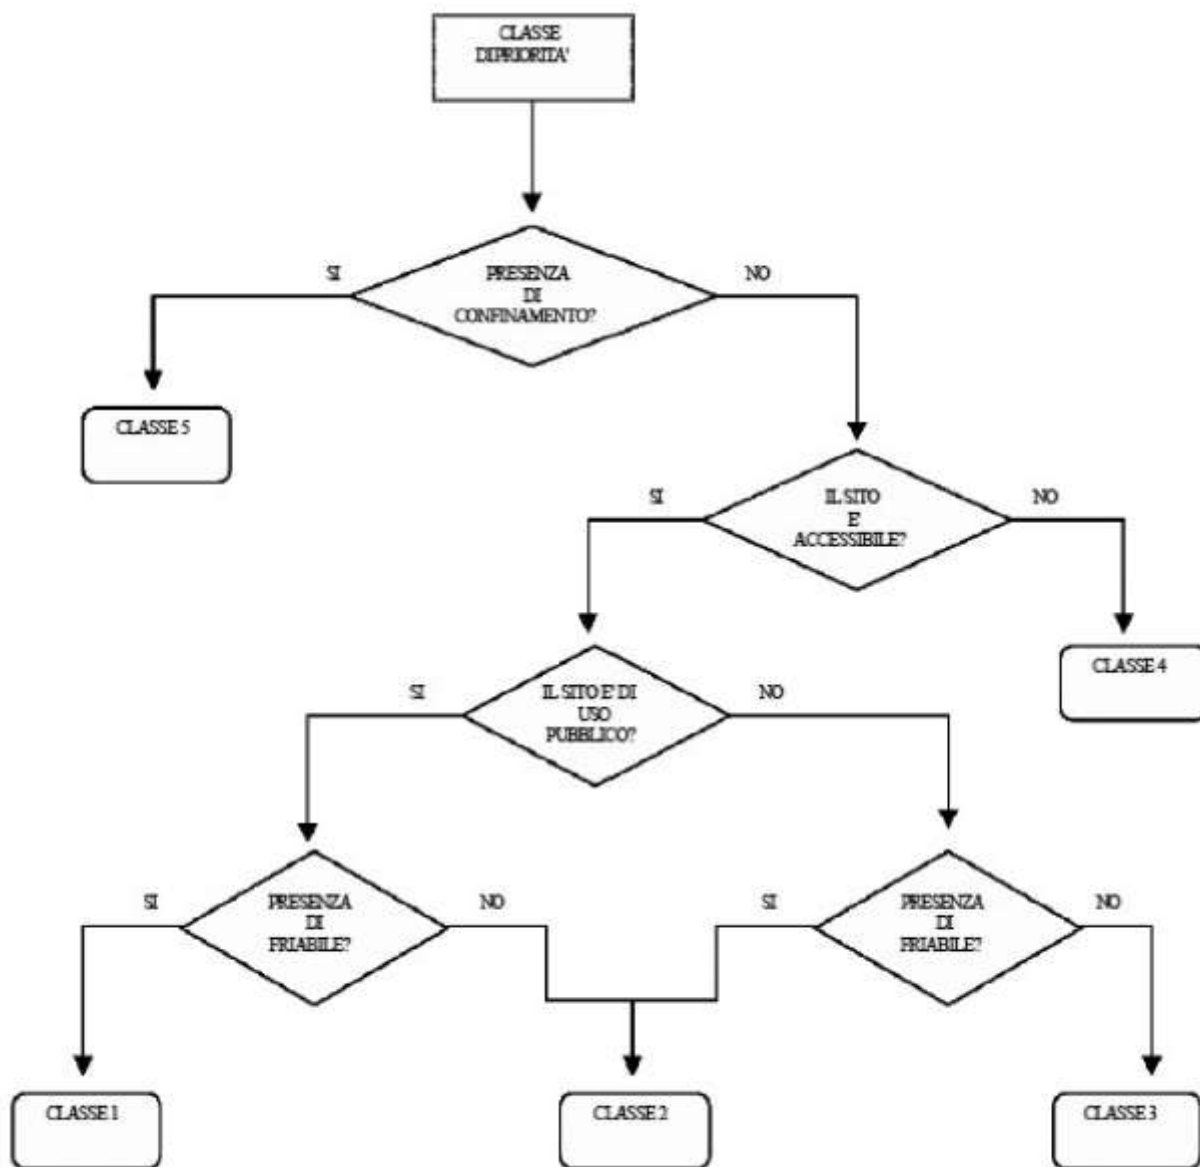 CLASSE
DI PRIORITA'
SI
PRESENZA
DI
CONFINAMENTO?
NO
CLASSE 5
SI
IL SITO
E'
ACCESSIBILE?
NO
CLASSE 4
SI
IL SITO E' DI
USO
PUBBLICO?
NO
SI
PRESENZA
DI
FRIABILE?
NO
SI
PRESENZA
DI
FRIABILE?
NO
CLASSE 1
CLASSE 2
CLASSE 3